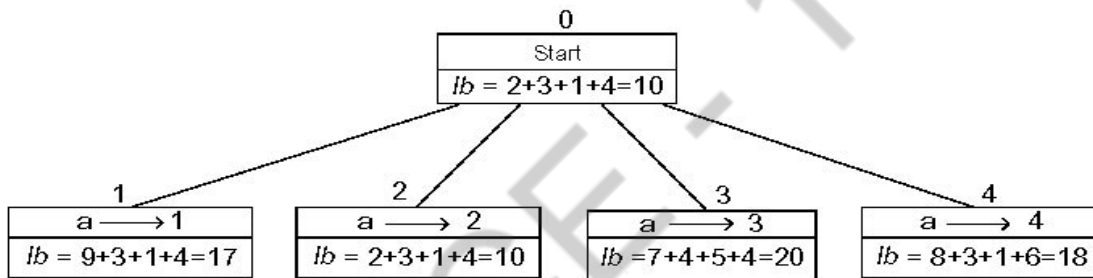 0
Start
lb = 2+3+1+4=10
1
2
3
4
a ⟶ 1
a ⟶ 2
a ⟶ 3
a ⟶ 4
lb = 9+3+1+4=17
lb = 2+3+1+4=10
lb =7+4+5+4=20
lb = 8+3+1+6=18